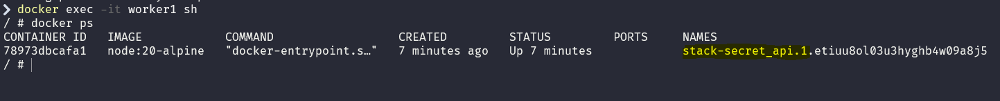 ❯ docker exec -it worker1 sh
/ # docker ps
CONTAINER ID   IMAGE            COMMAND                  CREATED         STATUS         PORTS     NAMES
78973dbcafa1   node:20-alpine   "docker-entrypoint.s…"   7 minutes ago   Up 7 minutes             stack-secret_api.1.etiuu8ol03u3hyghb4w09a8j5
/ #